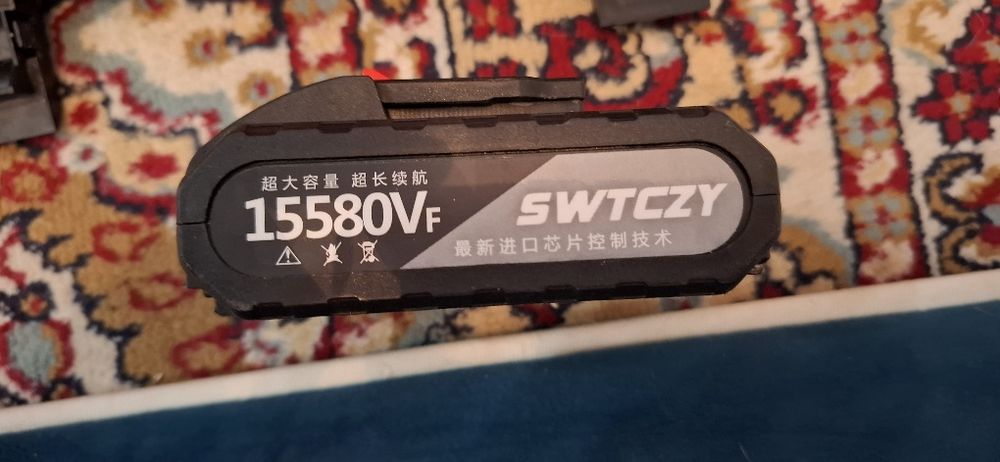 超大容量 超长续航
15580VF
SWTCZY
最新进口芯片控制技术